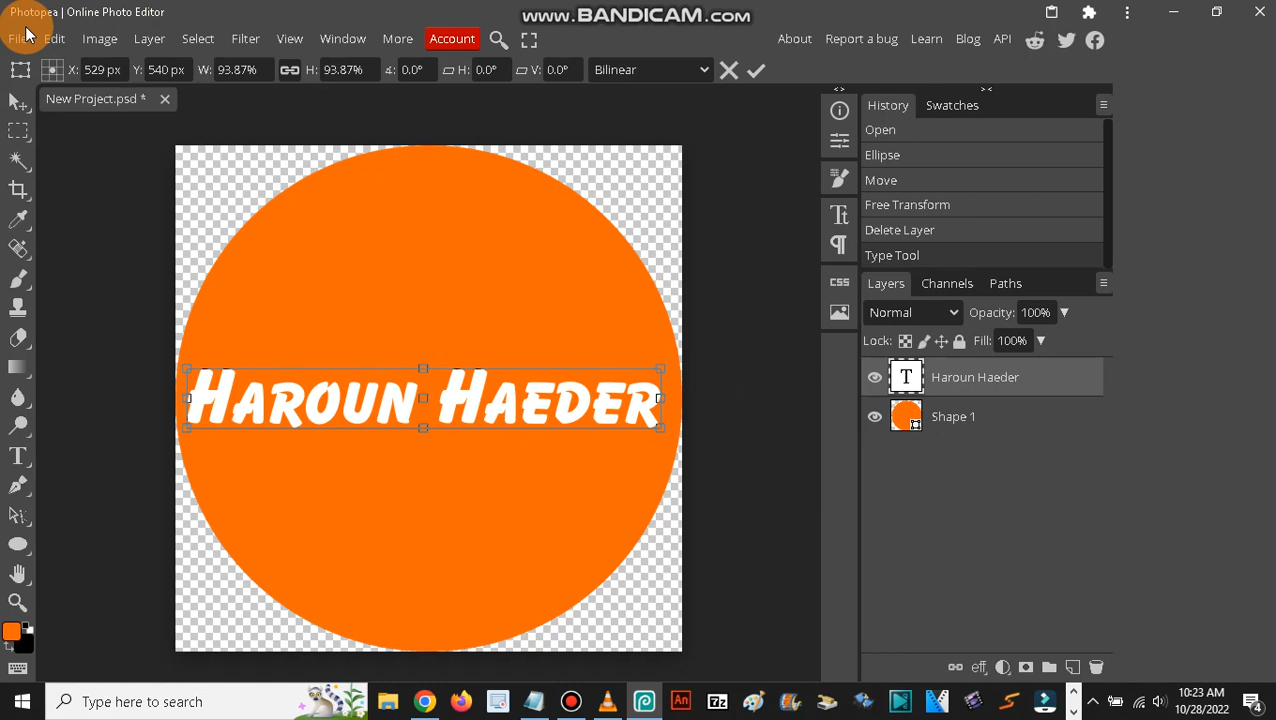 Photopea | Online Photo Editor
www.BANDICAM.com
File Edit Image Layer Select Filter View Window More Account About Report a bug Learn Blog API
X: 529 px Y: 540 px W: 93.87% H: 93.87% ∡: 0.0° H: 0.0° V: 0.0° Bilinear
New Project.psd *
History Swatches
Open
Ellipse
Move
Free Transform
Delete Layer
Type Tool
CSS
Layers Channels Paths
Normal Opacity: 100%
Lock: Fill: 100%
T Haroun Haeder
Shape 1
Haroun Haeder
eff
Type here to search
An
7z
10:23 AM
10/28/2022
4